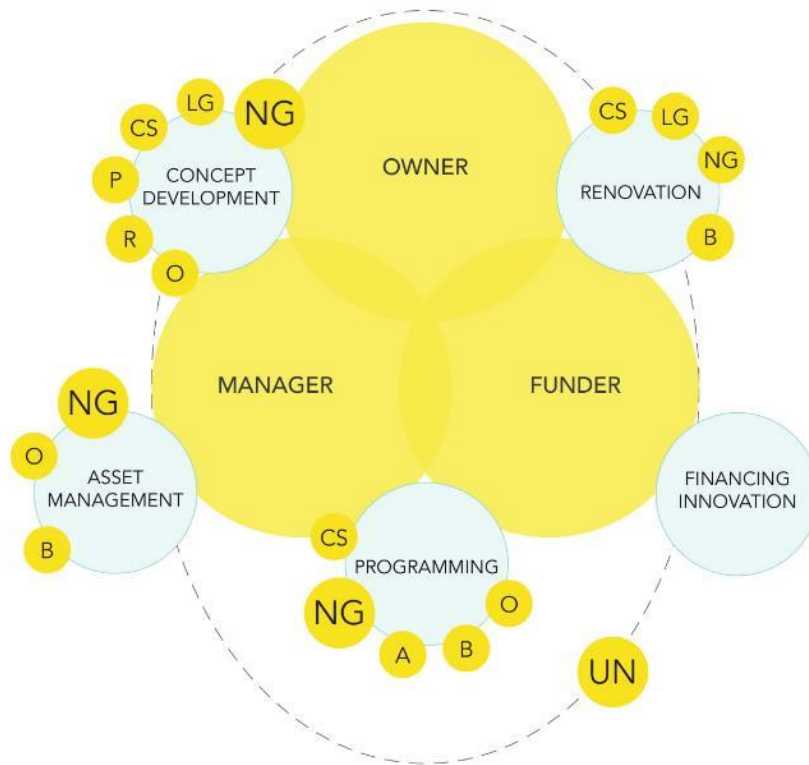 CS
LG
NG
CS
LG
NG
P
R
O
B
CONCEPT
DEVELOPMENT
OWNER
RENOVATION
MANAGER
FUNDER
NG
O
B
ASSET
MANAGEMENT
FINANCING
INNOVATION
CS
PROGRAMMING
NG
A
B
O
UN